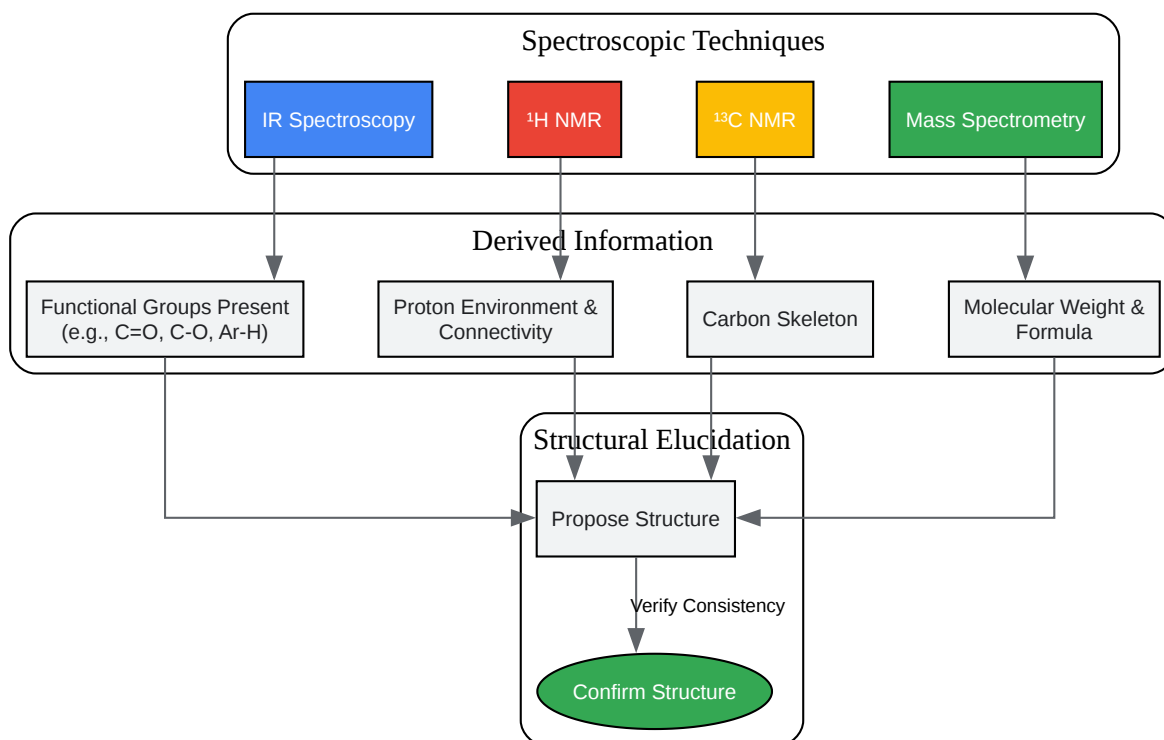 Spectroscopic Techniques
IR Spectroscopy
¹H NMR
¹³C NMR
Mass Spectrometry
Derived Information
Functional Groups Present
(e.g., C=O, C-O, Ar-H)
Proton Environment &
Connectivity
Carbon Skeleton
Molecular Weight &
Formula
Structural Elucidation
Propose Structure
Verify Consistency
Confirm Structure